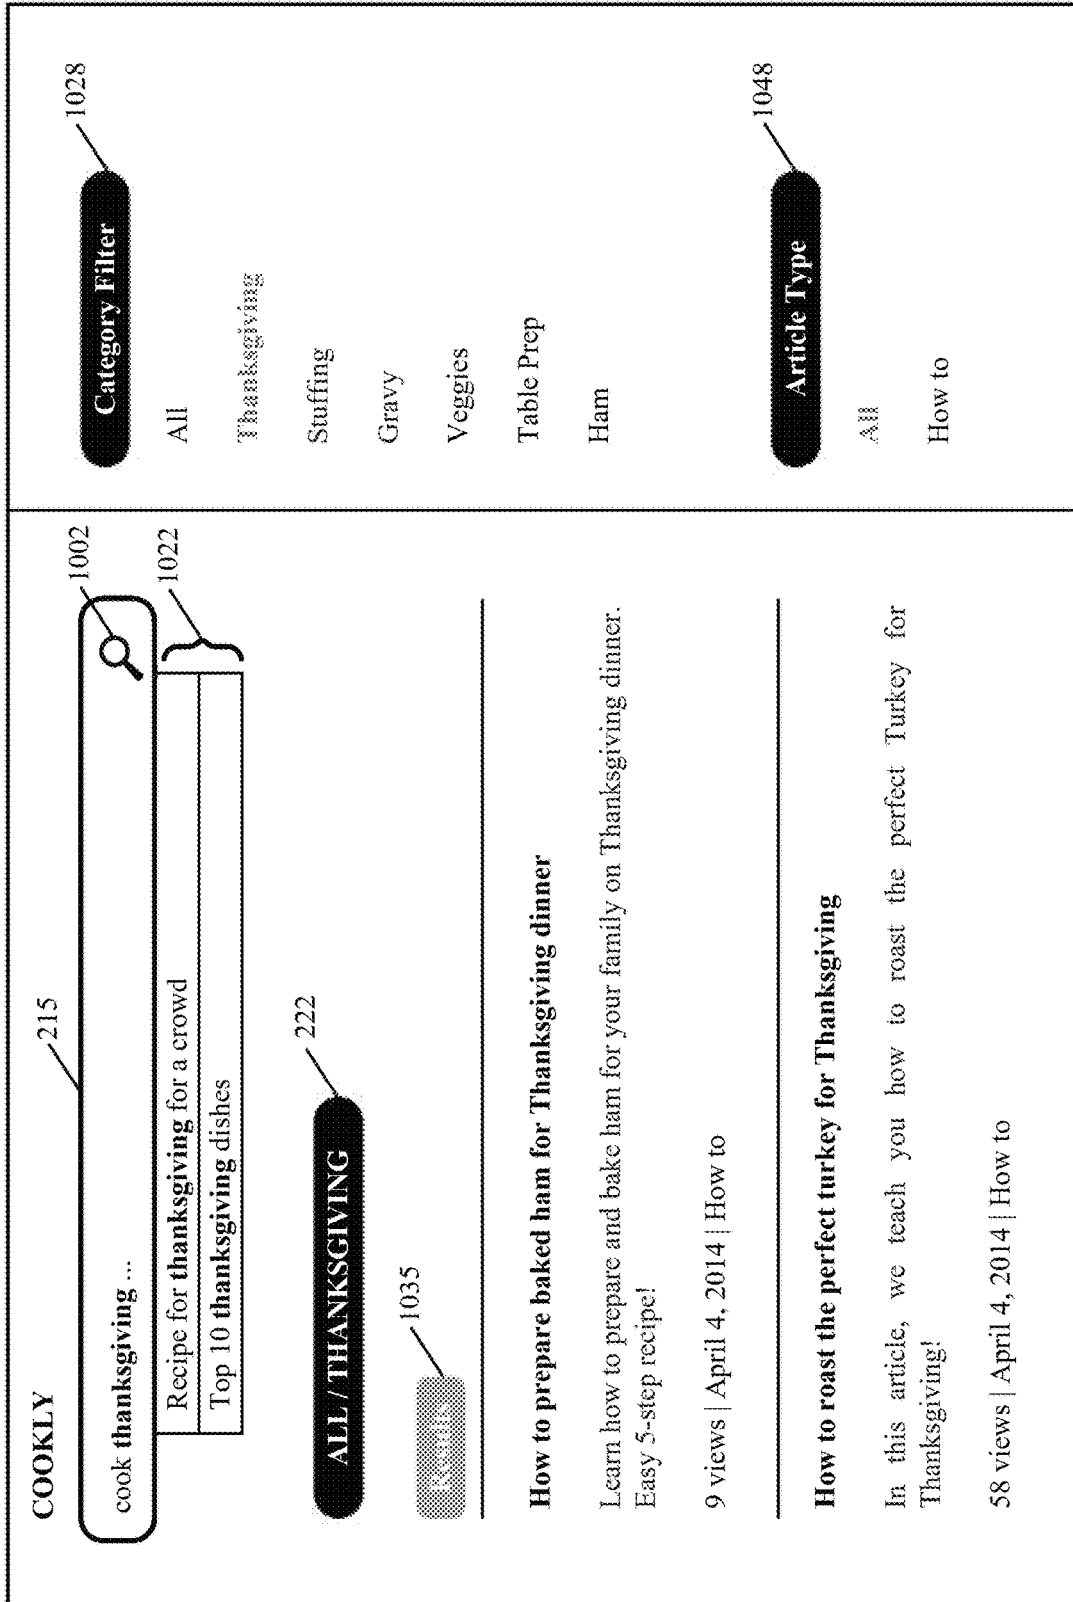 COOKLY
215
cook thanksgiving ...
1002
Recipe for thanksgiving for a crowd
Top 10 thanksgiving dishes
1022
ALL / THANKSGIVING
222
1035
How to prepare baked ham for Thanksgiving dinner
Learn how to prepare and bake ham for your family on Thanksgiving dinner.
Easy 5-step recipe!
9 views | April 4, 2014 | How to
How to roast the perfect turkey for Thanksgiving
In this article, we teach you how to roast the perfect Turkey for
Thanksgiving!
58 views | April 4, 2014 | How to
Category Filter
1028
All
Thanksgiving
Stuffing
Gravy
Veggies
Table Prep
Ham
Article Type
1048
All
How to